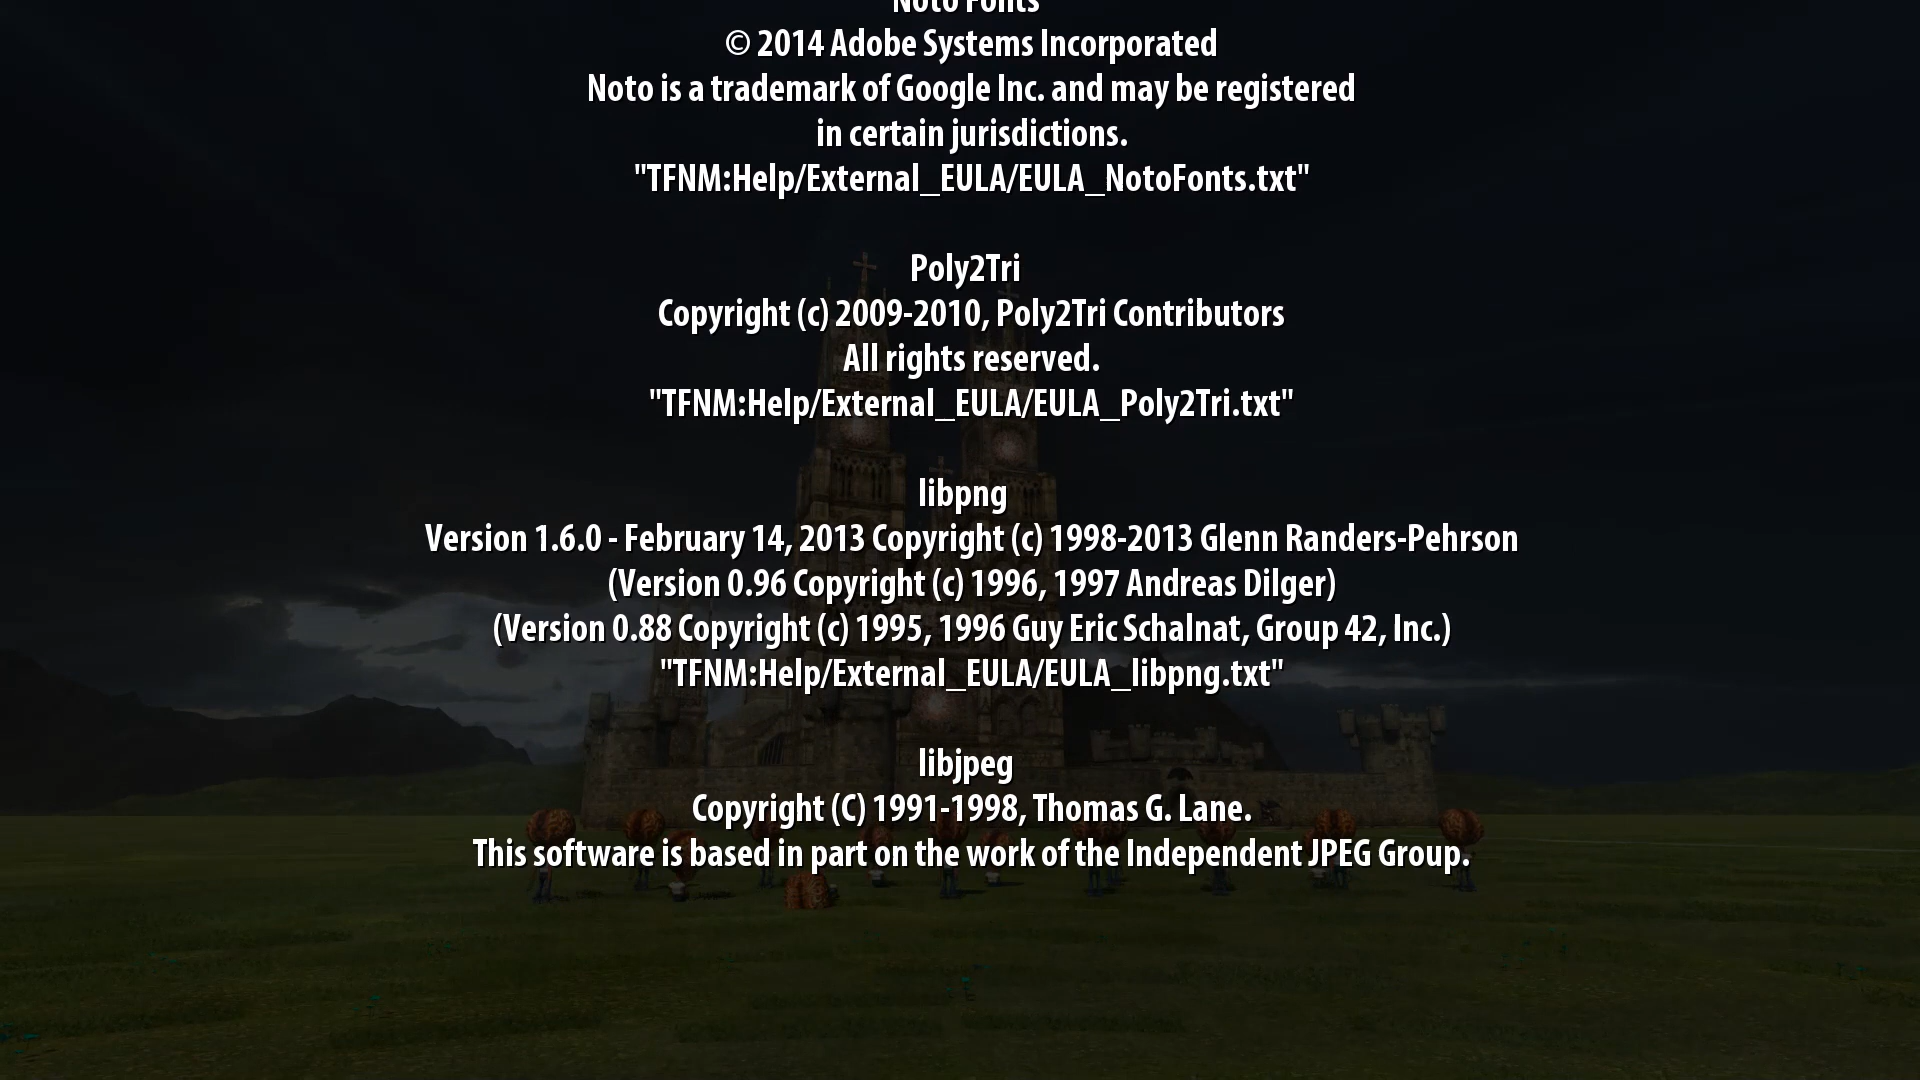 Noto Fonts
© 2014 Adobe Systems Incorporated
Noto is a trademark of Google Inc. and may be registered
in certain jurisdictions.
"TFNM:Help/External_EULA/EULA_NotoFonts.txt"
Poly2Tri
Copyright (c) 2009-2010, Poly2Tri Contributors
All rights reserved.
"TFNM:Help/External_EULA/EULA_Poly2Tri.txt"
libpng
Version 1.6.0 - February 14, 2013 Copyright (c) 1998-2013 Glenn Randers-Pehrson
(Version 0.96 Copyright (c) 1996, 1997 Andreas Dilger)
(Version 0.88 Copyright (c) 1995, 1996 Guy Eric Schalnat, Group 42, Inc.)
"TFNM:Help/External_EULA/EULA_libpng.txt"
libjpeg
Copyright (C) 1991-1998, Thomas G. Lane.
This software is based in part on the work of the Independent JPEG Group.